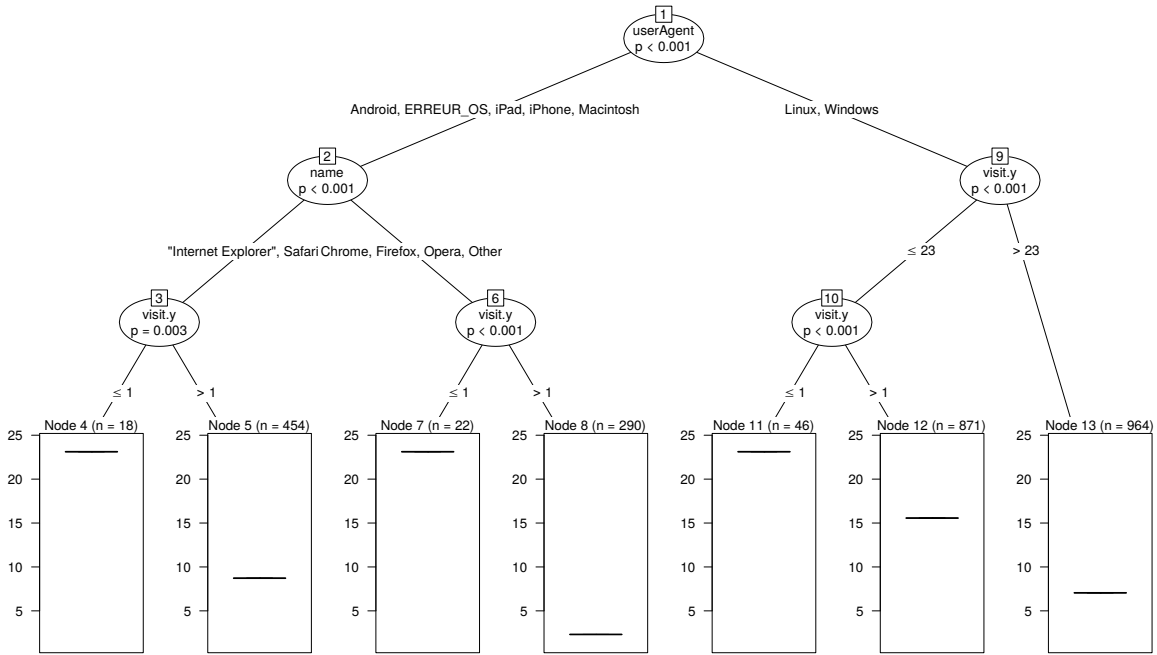 1
userAgent
p < 0.001
Android, ERREUR_OS, iPad, iPhone, Macintosh
Linux, Windows
2
name
p < 0.001
9
visit.y
p < 0.001
"Internet Explorer", Safari
Chrome, Firefox, Opera, Other
≤ 23
> 23
3
visit.y
p = 0.003
6
visit.y
p < 0.001
10
visit.y
p < 0.001
≤ 1
> 1
≤ 1
> 1
≤ 1
> 1
Node 4 (n = 18)
25
20
15
10
5
Node 5 (n = 454)
25
20
15
10
5
Node 7 (n = 22)
25
20
15
10
5
Node 8 (n = 290)
25
20
15
10
5
Node 11 (n = 46)
25
20
15
10
5
Node 12 (n = 871)
25
20
15
10
5
Node 13 (n = 964)
25
20
15
10
5